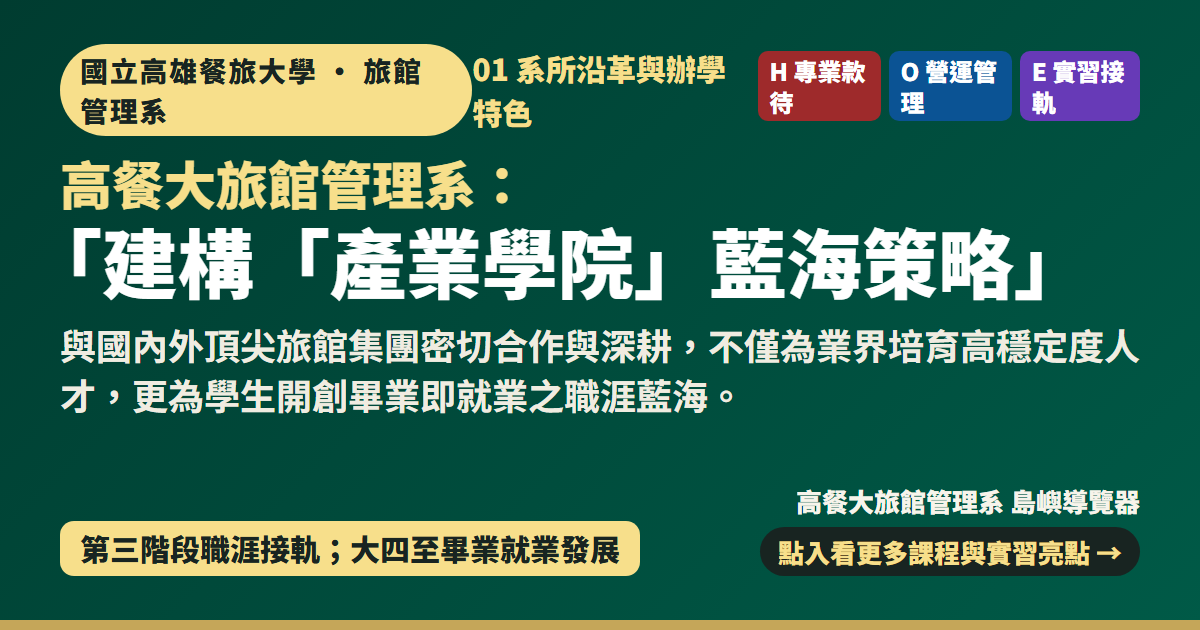 國立高雄餐旅大學 · 旅館
管理系
01 系所沿革與辦學
特色
H 專業款
待
O 營運管
理
E 實習接
軌
高餐大旅館管理系：
「建構「產業學院」藍海策略」
與國內外頂尖旅館集團密切合作與深耕，不僅為業界培育高穩定度人
才，更為學生開創畢業即就業之職涯藍海。
高餐大旅館管理系 島嶼導覽器
第三階段職涯接軌；大四至畢業就業發展
點入看更多課程與實習亮點 →